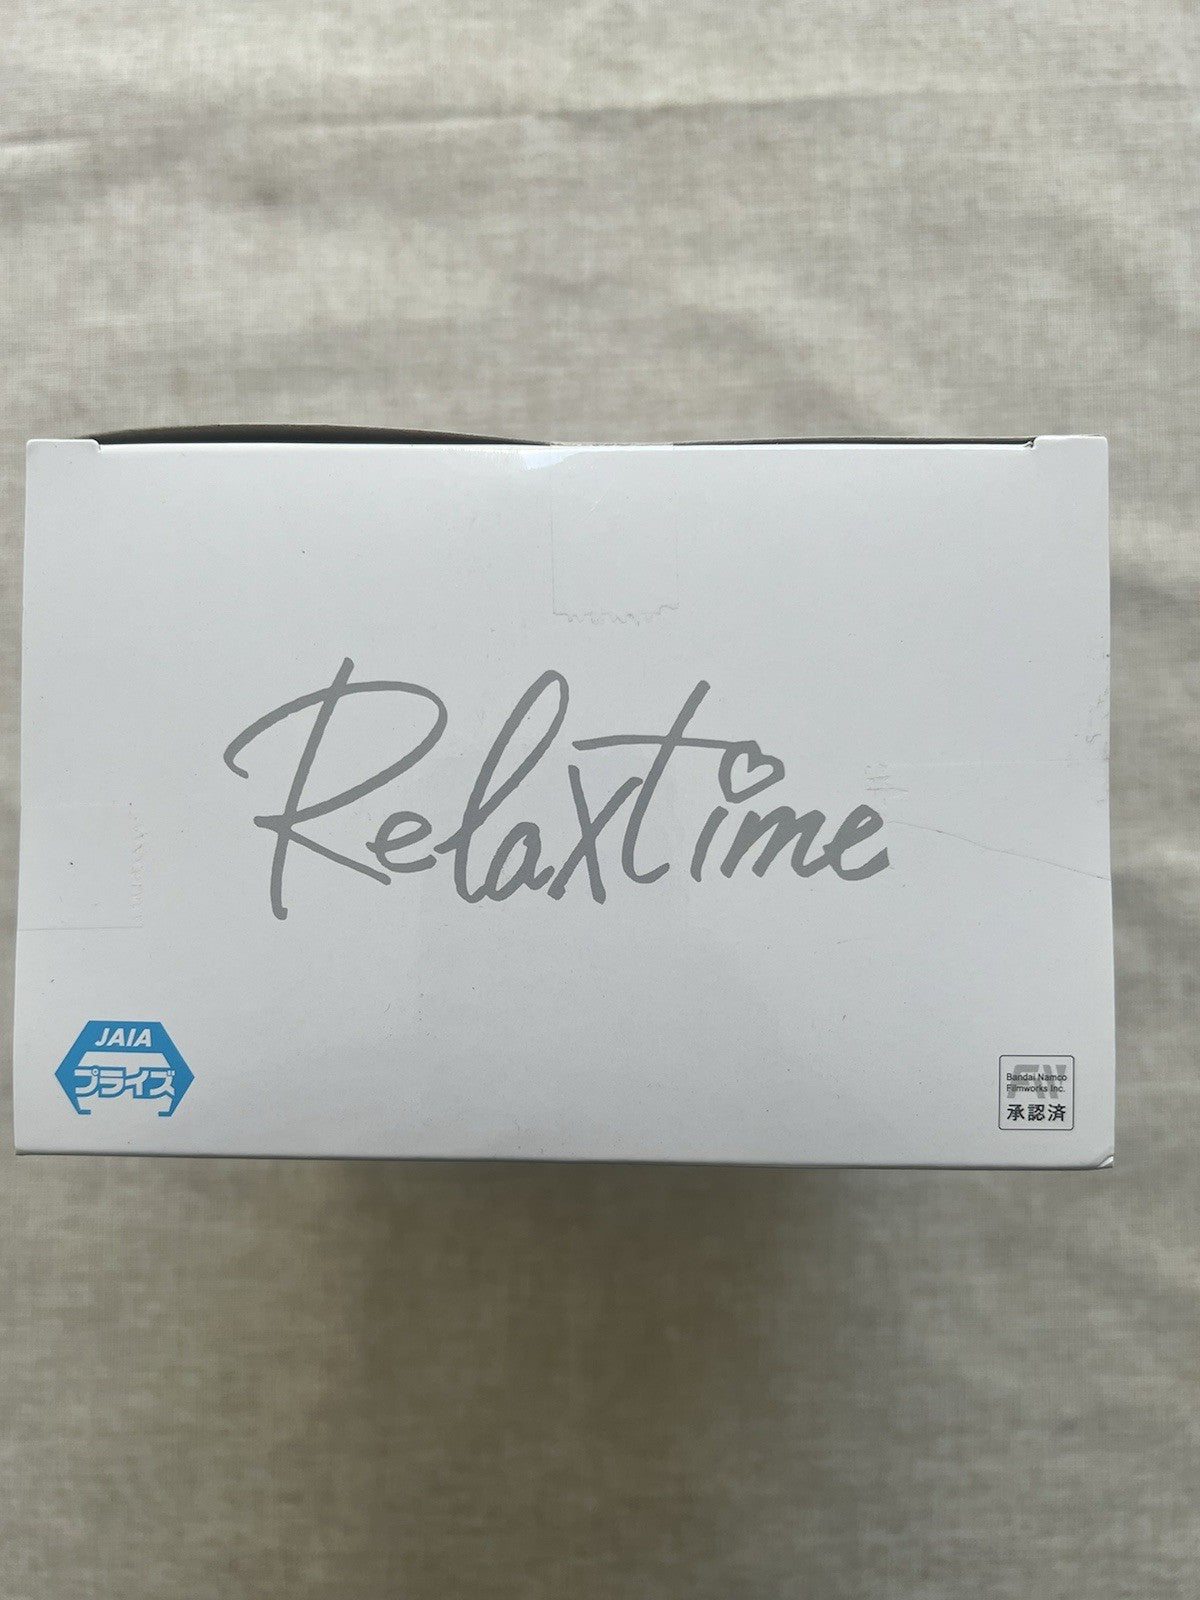 Relaxtime
JAIA
プライズ
Bandai Namco
Filmworks Inc.
承認済